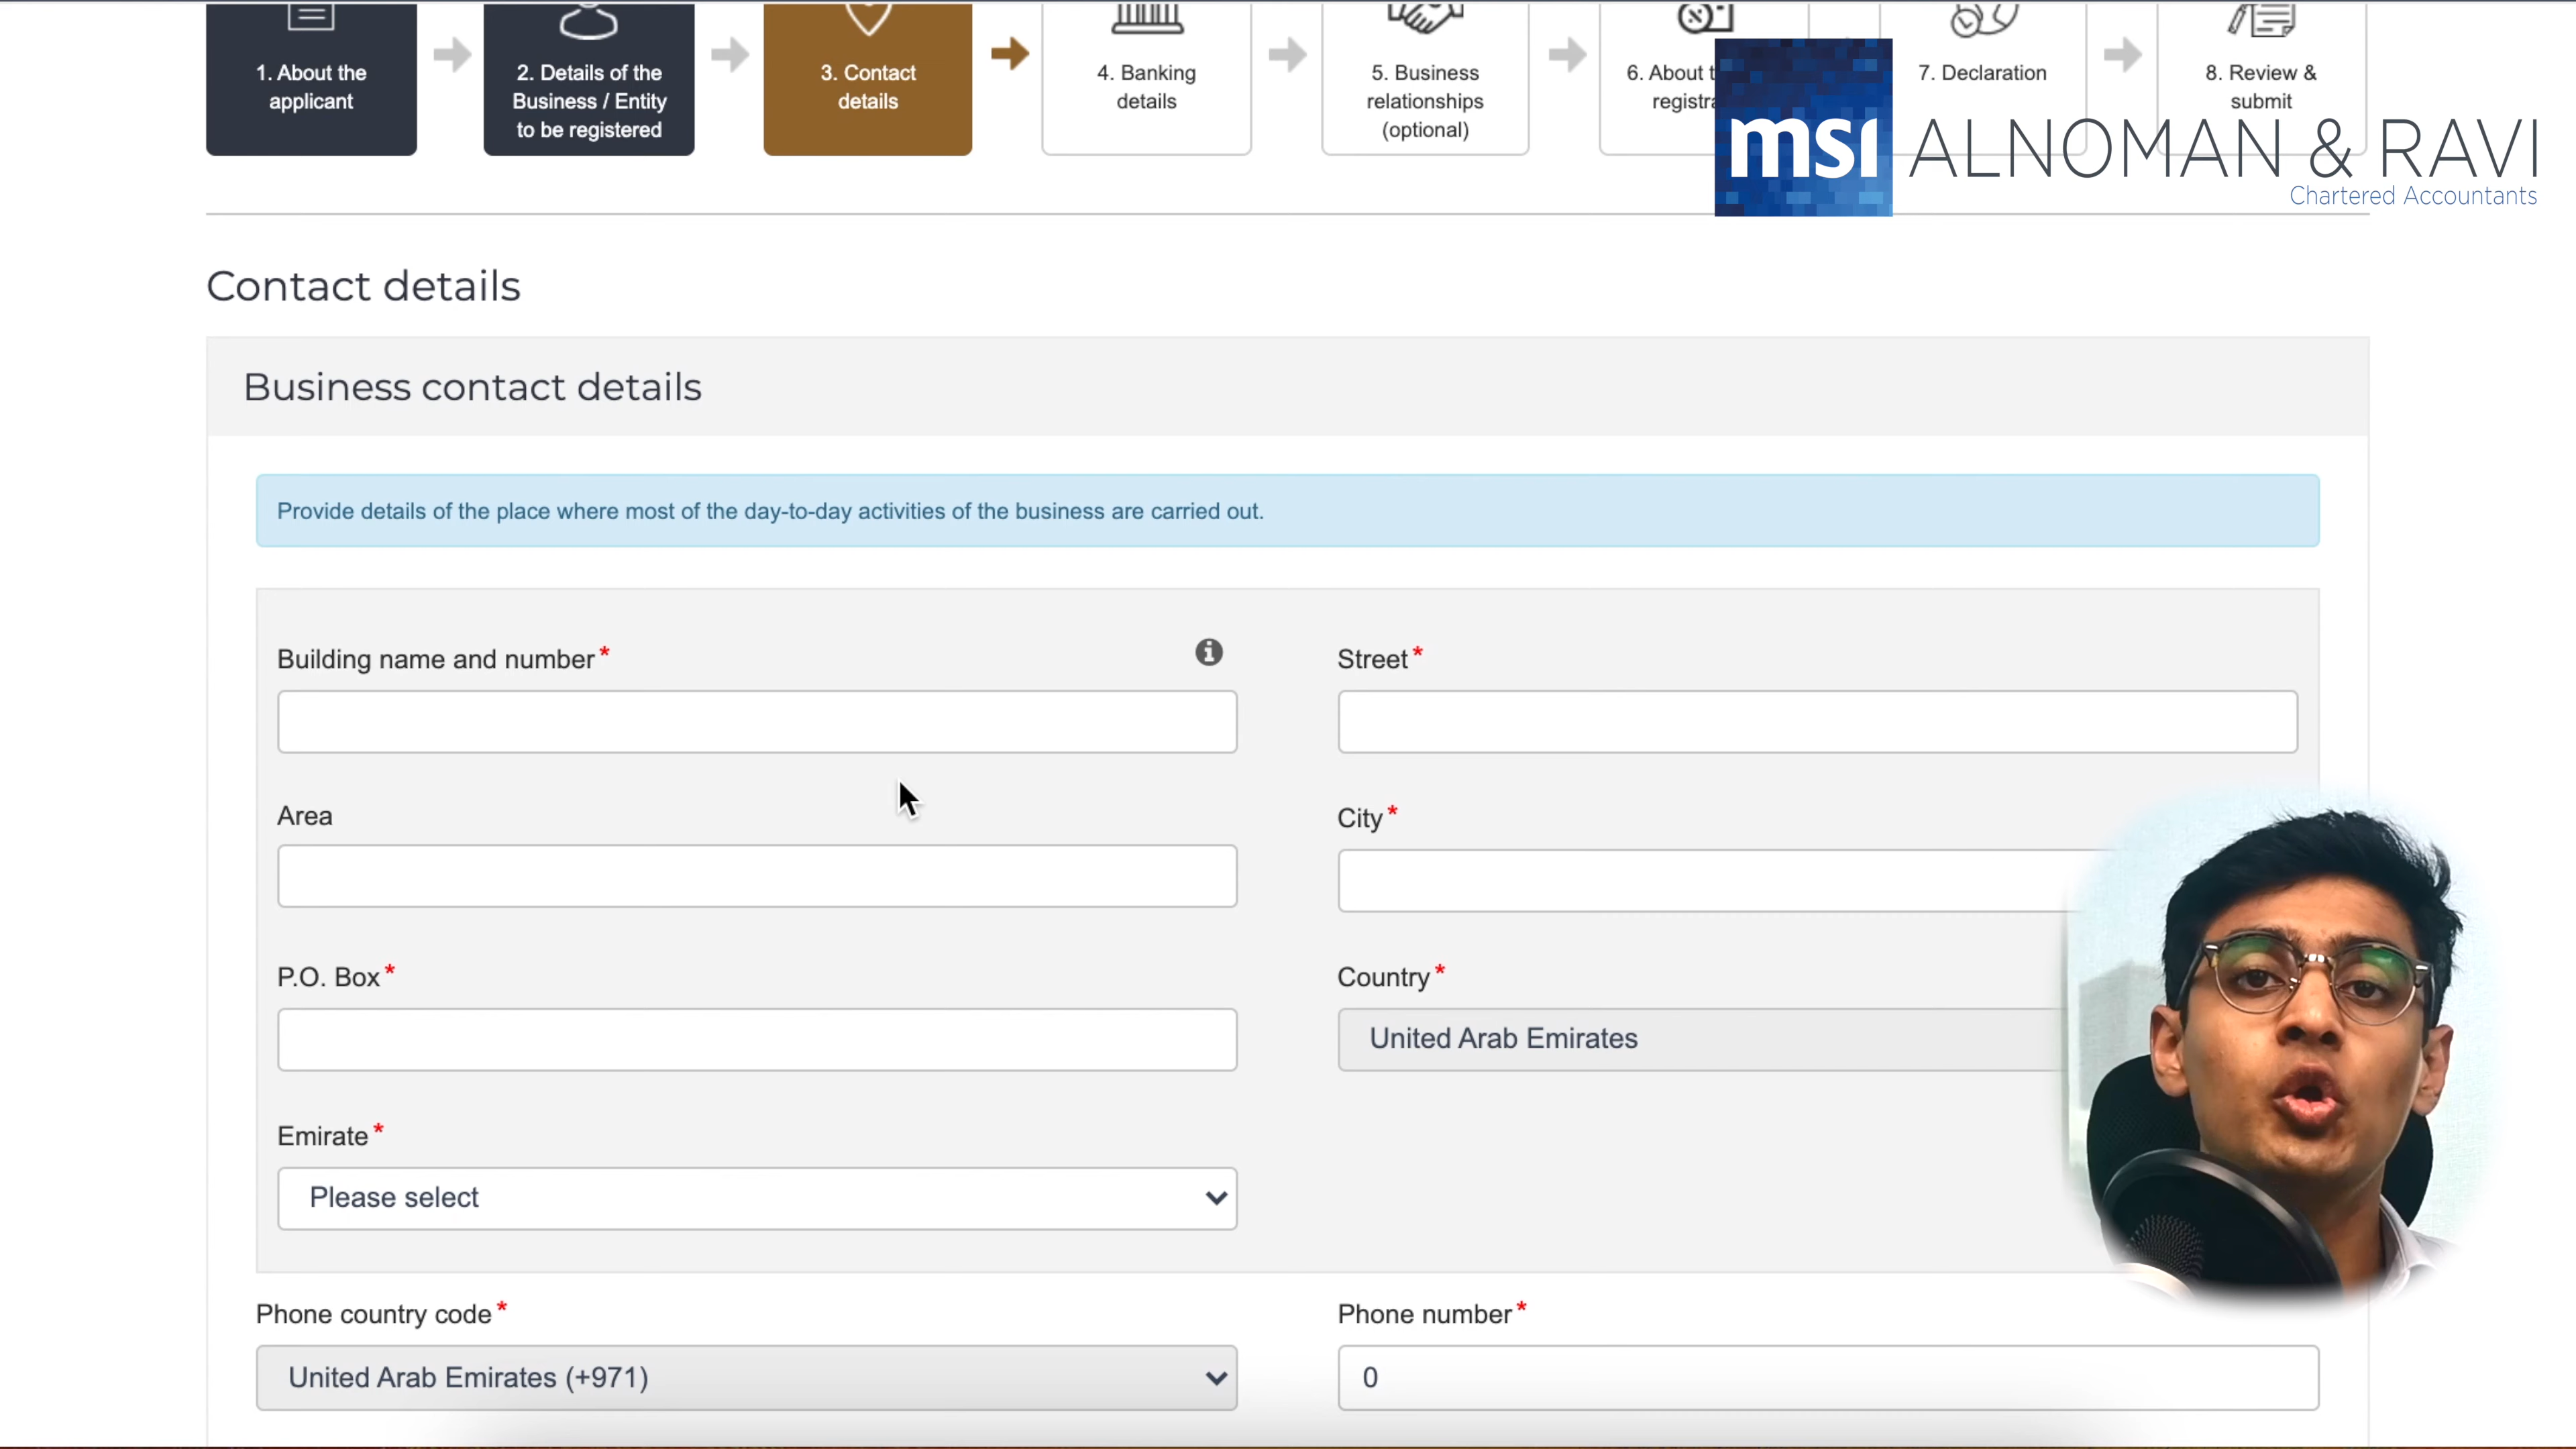 1. About the
applicant
2. Details of the
Business / Entity
to be registered
3. Contact
details
4. Banking
details
5. Business
relationships
(optional)
6. About
7. Declaration
8. Review &
submit
msi ALNOMAN & RAVI
Chartered Accountants
Contact details
Business contact details
Provide details of the place where most of the day-to-day activities of the business are carried out.
Building name and number*
Street*
Area
City*
P.O. Box*
Country*
United Arab Emirates
Emirate*
Please select
Phone country code*
Phone number*
United Arab Emirates (+971)
0